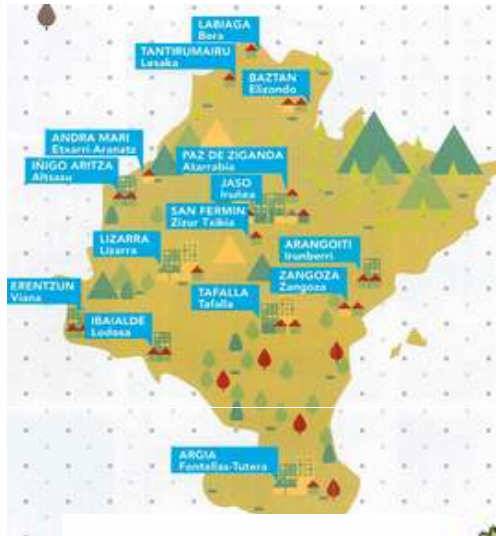 LABIAGA
Bera
TANTIRUMAIRU
Lesaka
BAZTAN
Elizondo
ANDRA MARI
Etxarri-Aranatz
IÑIGO ARITZA
Altsasu
PAZ DE ZIGANDA
Atarrabia
JASO
Iruñea
SAN FERMIN
Zizur Txikia
LIZARRA
Lizarra
ARANGOITI
Irunberri
ZANGOZA
Zangoza
ERENTZUN
Viana
TAFALLA
Tafalla
IBAIALDE
Lodosa
ARGIA
Fontellas-Tutera